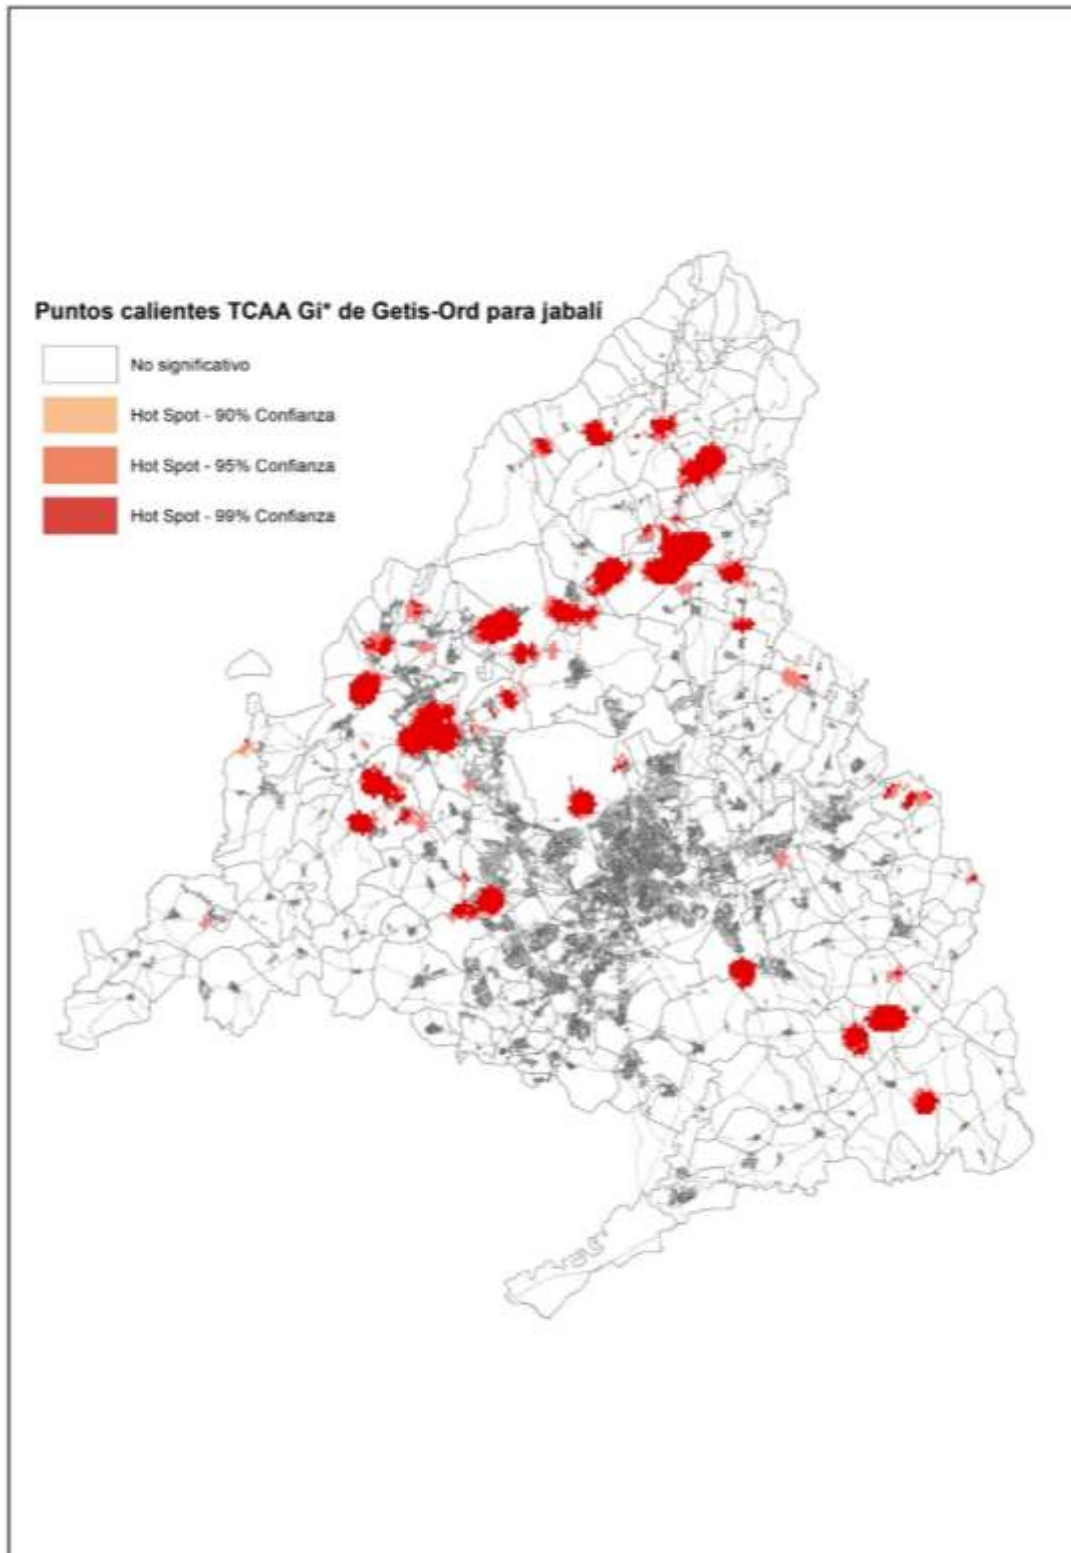 Puntos calientes TCAA Gi* de Getis-Ord para jabalí
No significativo
Hot Spot - 90% Confianza
Hot Spot - 95% Confianza
Hot Spot - 99% Confianza